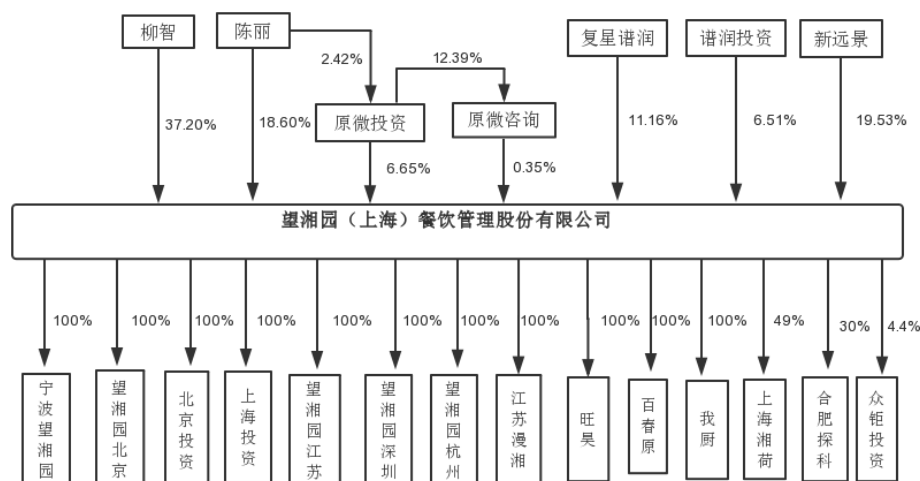 柳智
陈丽
复星谱润
谱润投资
新远景
2.42%
12.39%
原微投资
原微咨询
37.20%
18.60%
11.16%
6.51%
19.53%
6.65%
0.35%
望湘园（上海）餐饮管理股份有限公司
100%
100%
100%
100%
100%
100%
100%
100%
100%
100%
100%
49%
30%
4.4%
宁波望湘园
望湘园北京
北京投资
上海投资
望湘园江苏
望湘园深圳
望湘园杭州
江苏漫湘
旺昊
百春原
我厨
上海湘荷
合肥探科
众钜投资